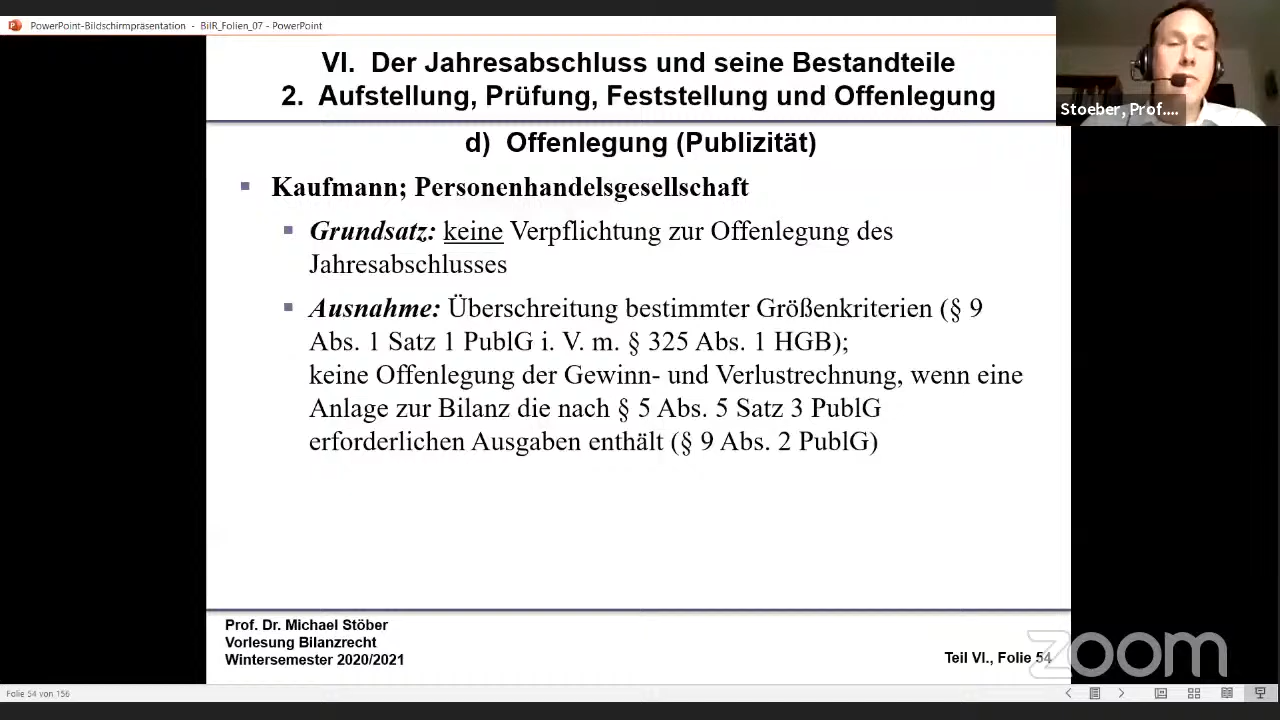 PowerPoint-Bildschirmpräsentation - BilR_Folien_07 - PowerPoint
VI. Der Jahresabschluss und seine Bestandteile
2. Aufstellung, Prüfung, Feststellung und Offenlegung
Stoeber, Prof....
d) Offenlegung (Publizität)
Kaufmann; Personenhandelsgesellschaft
Grundsatz: keine Verpflichtung zur Offenlegung des
Jahresabschlusses
Ausnahme: Überschreitung bestimmter Größenkriterien (§ 9
Abs. 1 Satz 1 PublG i. V. m. § 325 Abs. 1 HGB);
keine Offenlegung der Gewinn- und Verlustrechnung, wenn eine
Anlage zur Bilanz die nach § 5 Abs. 5 Satz 3 PublG
erforderlichen Ausgaben enthält (§ 9 Abs. 2 PublG)
Prof. Dr. Michael Stöber
Vorlesung Bilanzrecht
Wintersemester 2020/2021
Teil VI., Folie 54
zoom
Folie 54 von 156